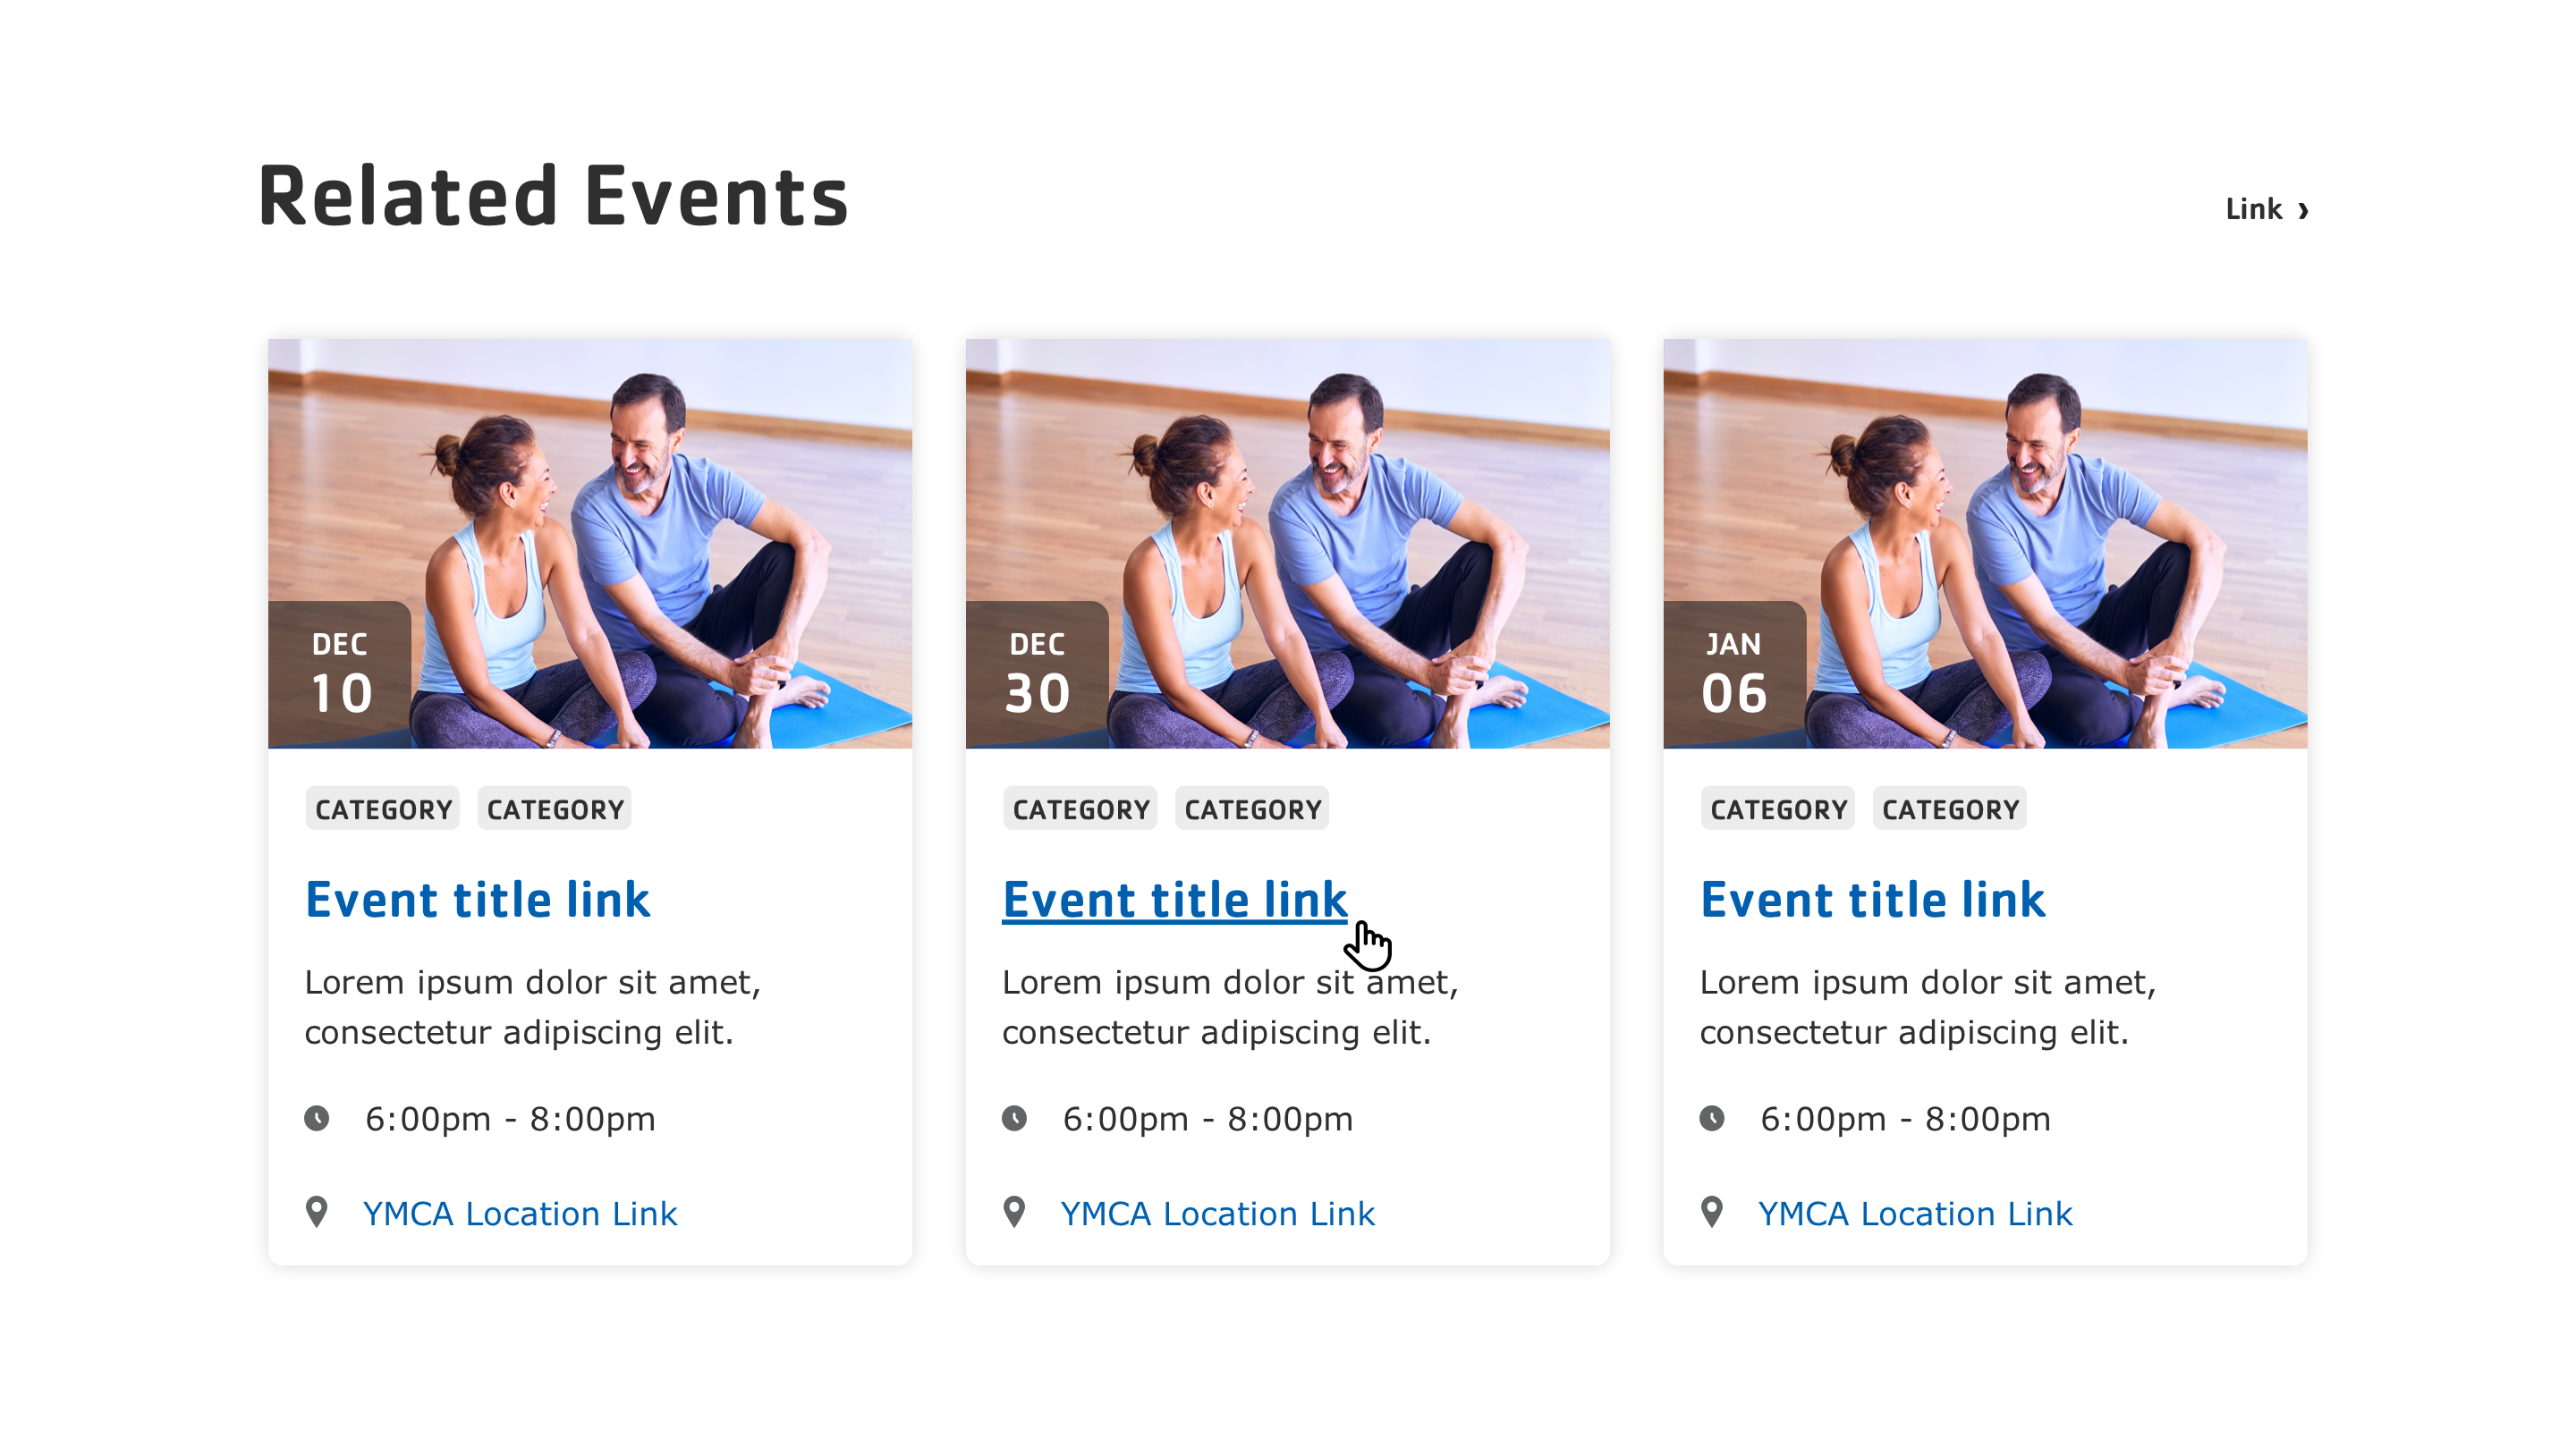 Related Events
Link ›
DEC
10
CATEGORY CATEGORY
Event title link
Lorem ipsum dolor sit amet,
consectetur adipiscing elit.
6:00pm - 8:00pm
YMCA Location Link
DEC
30
CATEGORY CATEGORY
Event title link
Lorem ipsum dolor sit amet,
consectetur adipiscing elit.
6:00pm - 8:00pm
YMCA Location Link
JAN
06
CATEGORY CATEGORY
Event title link
Lorem ipsum dolor sit amet,
consectetur adipiscing elit.
6:00pm - 8:00pm
YMCA Location Link